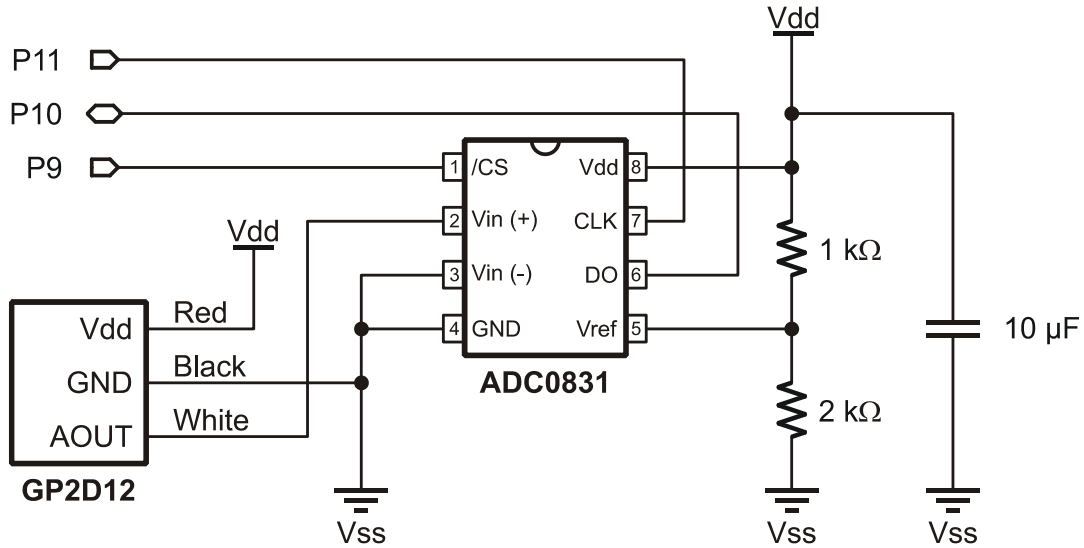 Vdd
P11
P10
P9
1 /CS Vdd 8
2 Vin (+) CLK 7
3 Vin (-) DO 6
4 GND Vref 5
ADC0831
Vdd
Vdd Red
GND Black
AOUT White
GP2D12
1 kΩ
2 kΩ
10 µF
Vss
Vss
Vss